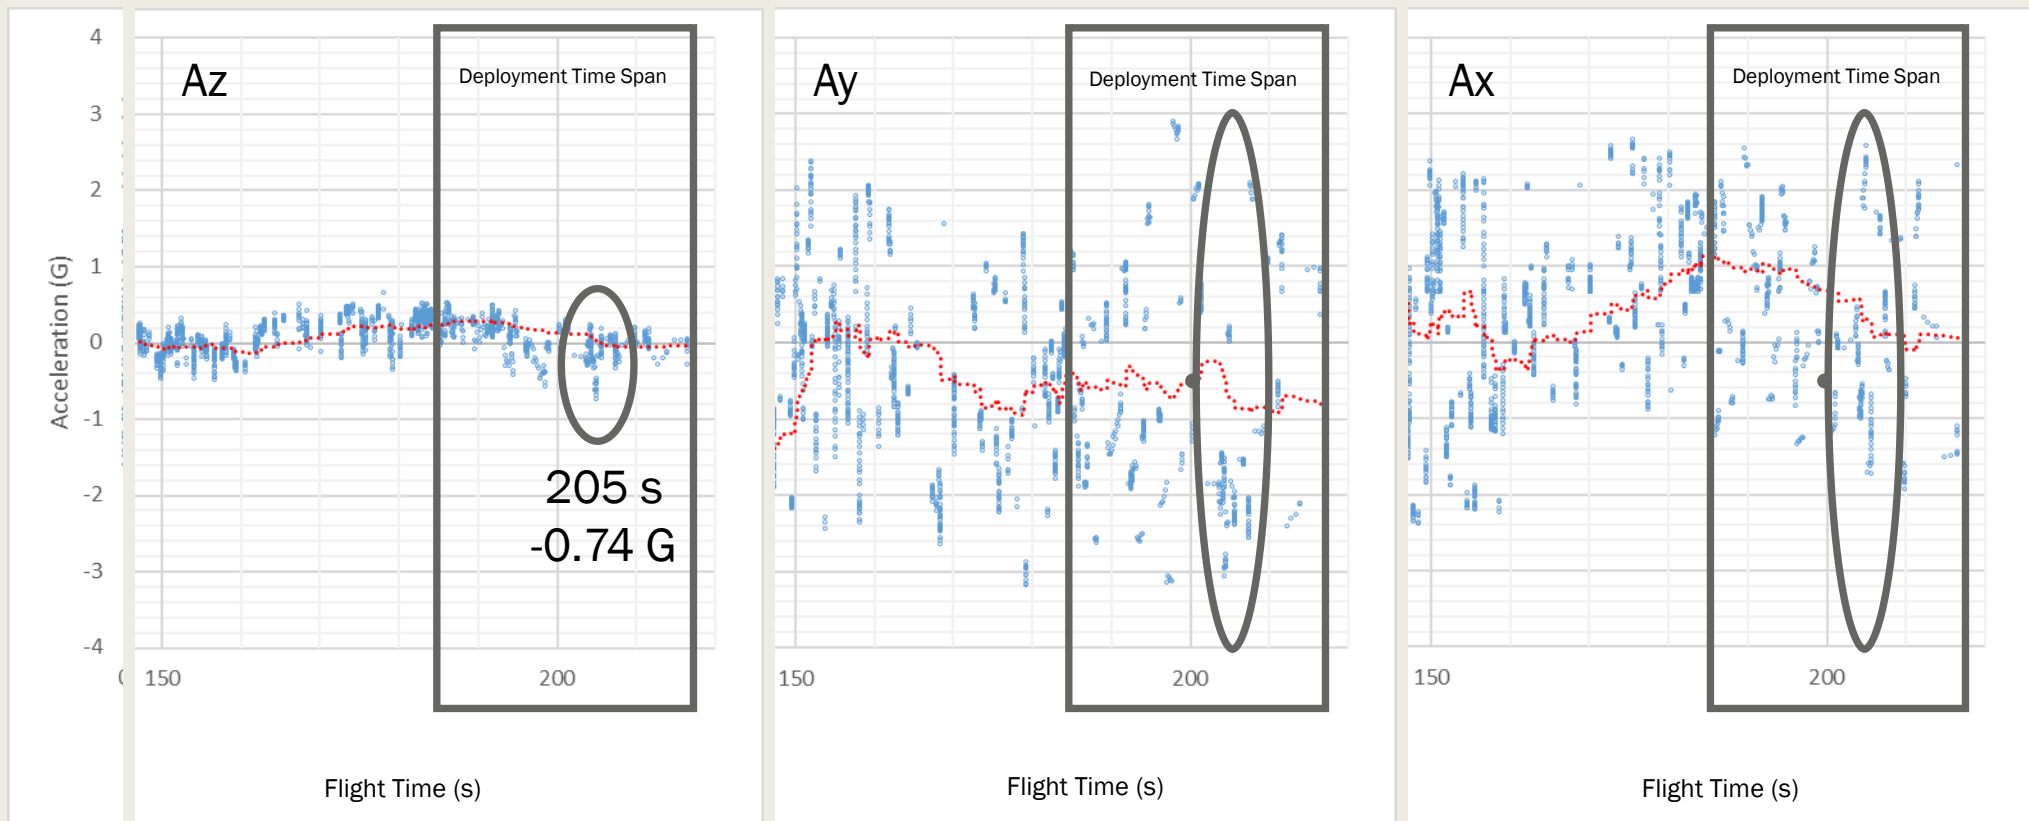 Az
Deployment Time Span
Ay
Deployment Time Span
Ax
Deployment Time Span
4
3
2
1
0
-1
-2
-3
-4
Acceleration (G)
205 s
-0.74 G
150
200
150
200
150
200
Flight Time (s)
Flight Time (s)
Flight Time (s)